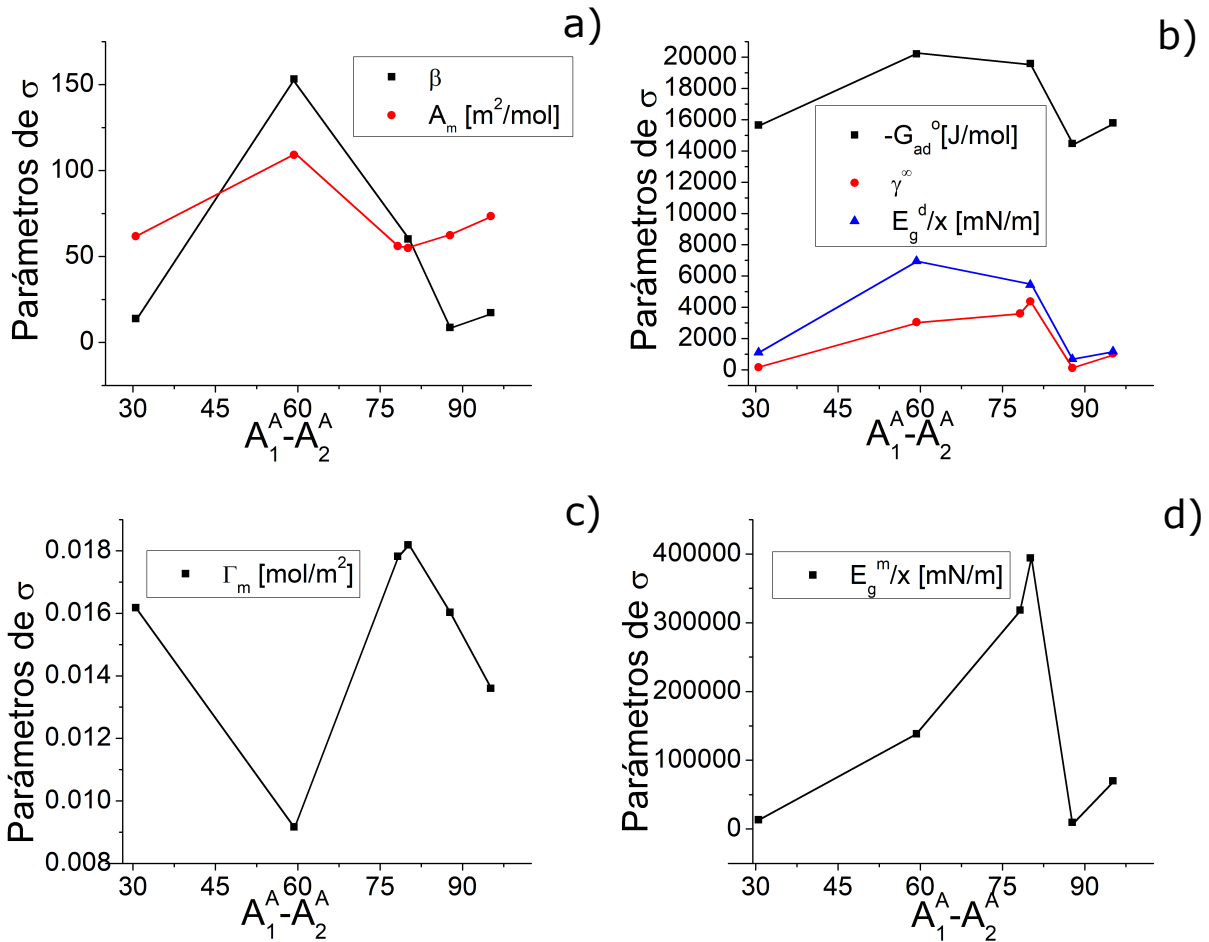 a)
Parámetros de σ
150
100
50
0
β
A_m [m^2/mol]
30 45 60 75 90
A_1^A-A_2^A
b)
Parámetros de σ
20000
18000
16000
14000
12000
10000
8000
6000
4000
2000
0
-G_ad^o[J/mol]
γ^∞
E_g^d/x [mN/m]
30 45 60 75 90
A_1^A-A_2^A
c)
Parámetros de σ
0.018
0.016
0.014
0.012
0.010
0.008
Γ_m [mol/m^2]
30 45 60 75 90
A_1^A-A_2^A
d)
Parámetros de σ
400000
300000
200000
100000
0
E_g^m/x [mN/m]
30 45 60 75 90
A_1^A-A_2^A